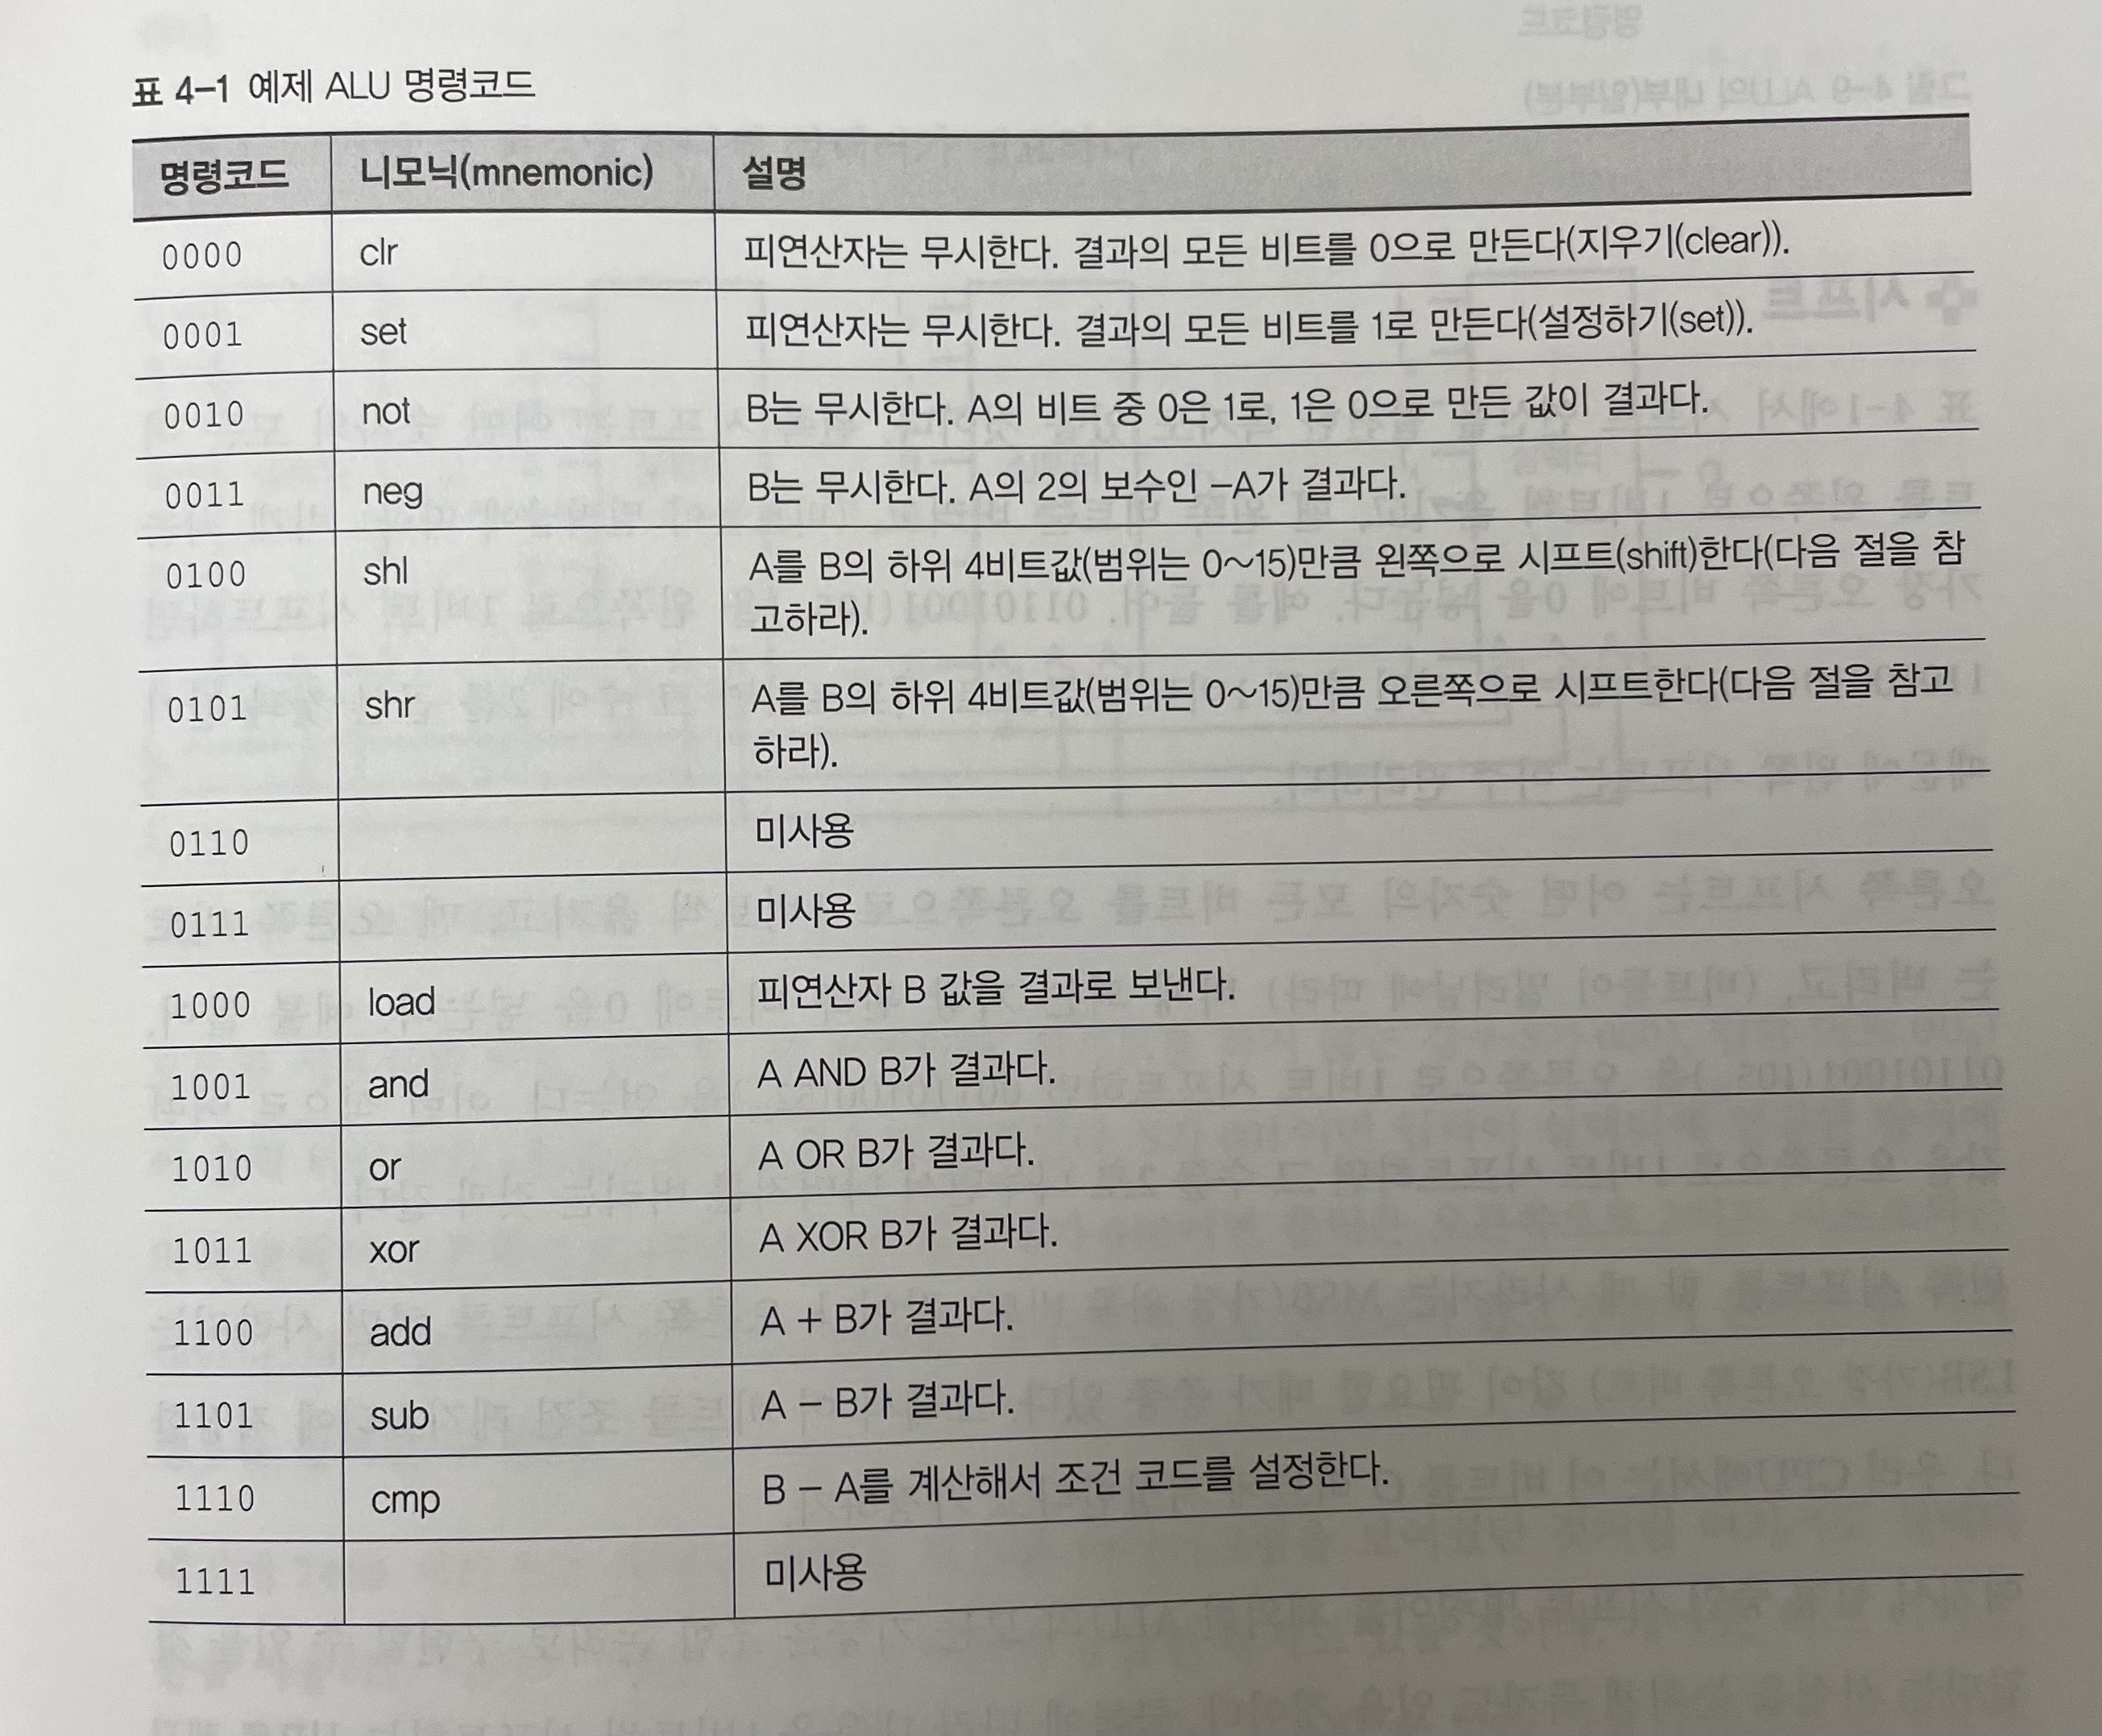 표 4-1 예제 ALU 명령코드
명령코드 니모닉(mnemonic) 설명
0000 clr 피연산자는 무시한다. 결과의 모든 비트를 0으로 만든다(지우기(clear)).
0001 set 피연산자는 무시한다. 결과의 모든 비트를 1로 만든다(설정하기(set)).
0010 not B는 무시한다. A의 비트 중 0은 1로, 1은 0으로 만든 값이 결과다.
0011 neg B는 무시한다. A의 2의 보수인 -A가 결과다.
0100 shl A를 B의 하위 4비트값(범위는 0~15)만큼 왼쪽으로 시프트(shift)한다(다음 절을 참
고하라).
0101 shr A를 B의 하위 4비트값(범위는 0~15)만큼 오른쪽으로 시프트한다(다음 절을 참고
하라).
0110 미사용
0111 미사용
1000 load 피연산자 B 값을 결과로 보낸다.
1001 and A AND B가 결과다.
1010 or A OR B가 결과다.
1011 xor A XOR B가 결과다.
1100 add A + B가 결과다.
1101 sub A - B가 결과다.
1110 cmp B - A를 계산해서 조건 코드를 설정한다.
1111 미사용